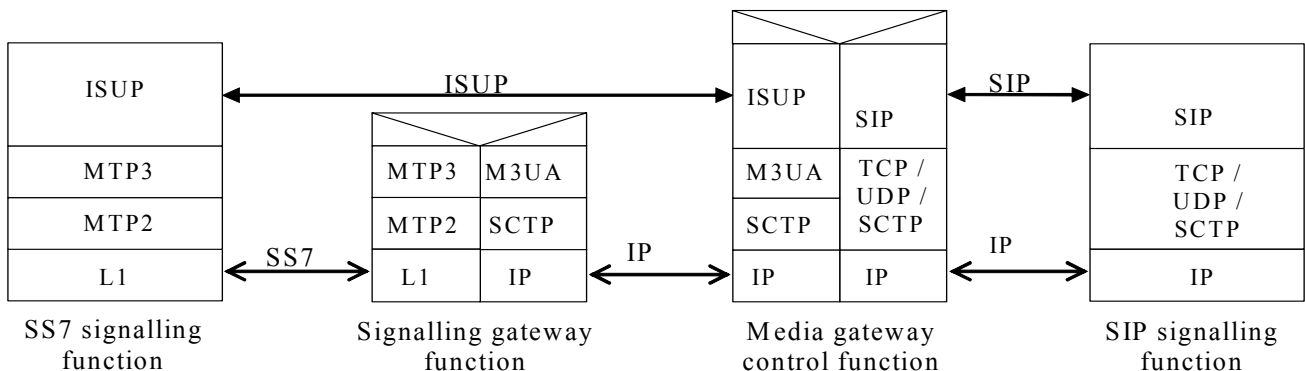 ISUP
MTP3
MTP2
L1
SS7 signalling
function
ISUP
SS7
MTP3 M3UA
MTP2 SCTP
L1 IP
Signalling gateway
function
IP
ISUP
SIP
M3UA
SCTP
TCP /
UDP /
SCTP
IP IP
Media gateway
control function
SIP
IP
SIP
TCP /
UDP /
SCTP
IP
SIP signalling
function